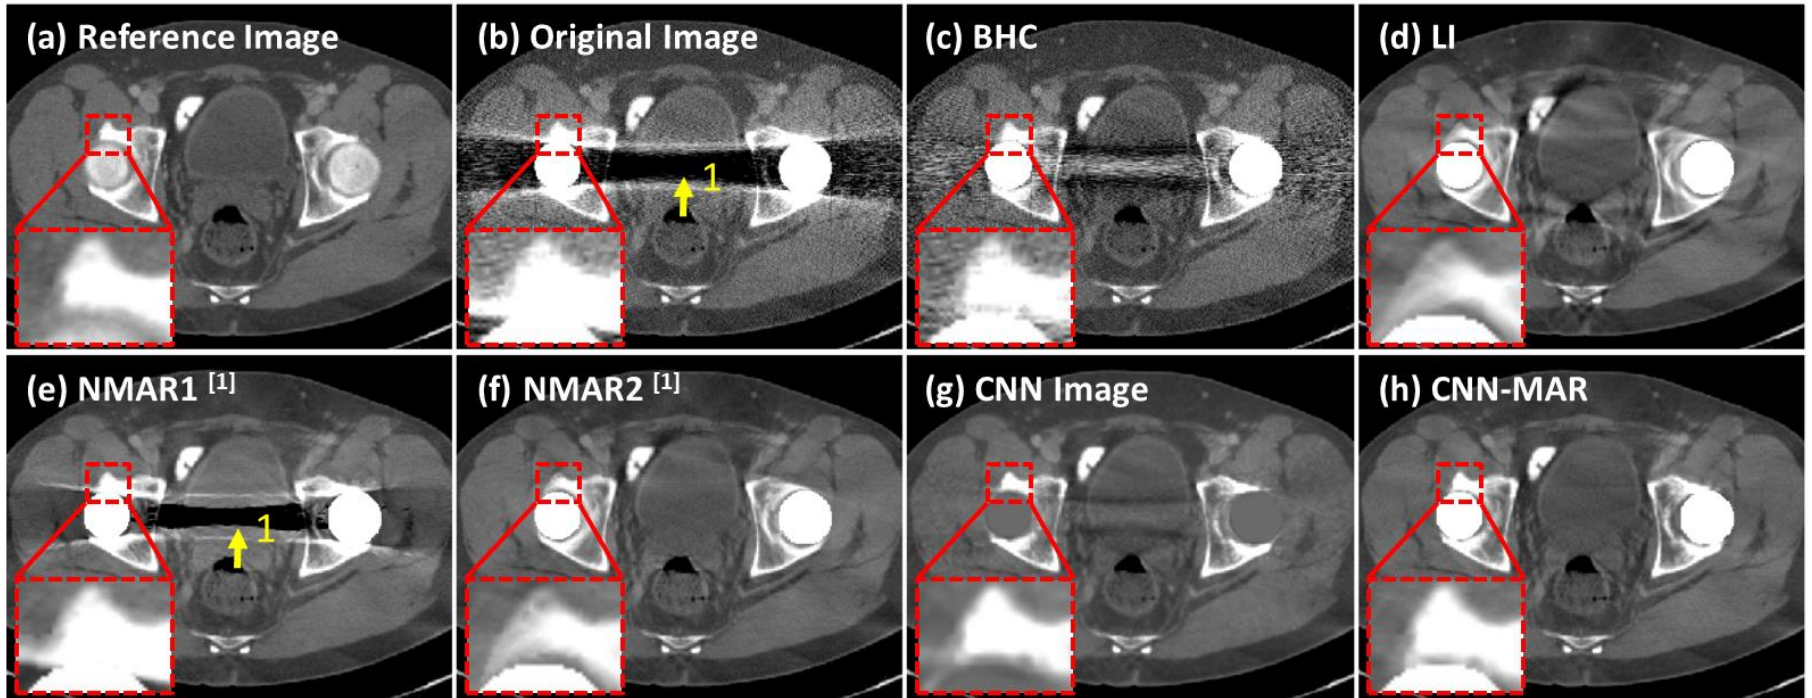 (a) Reference Image
(b) Original Image
(c) BHC
(d) LI
1
(e) NMAR1 [1]
(f) NMAR2 [1]
(g) CNN Image
(h) CNN-MAR
1